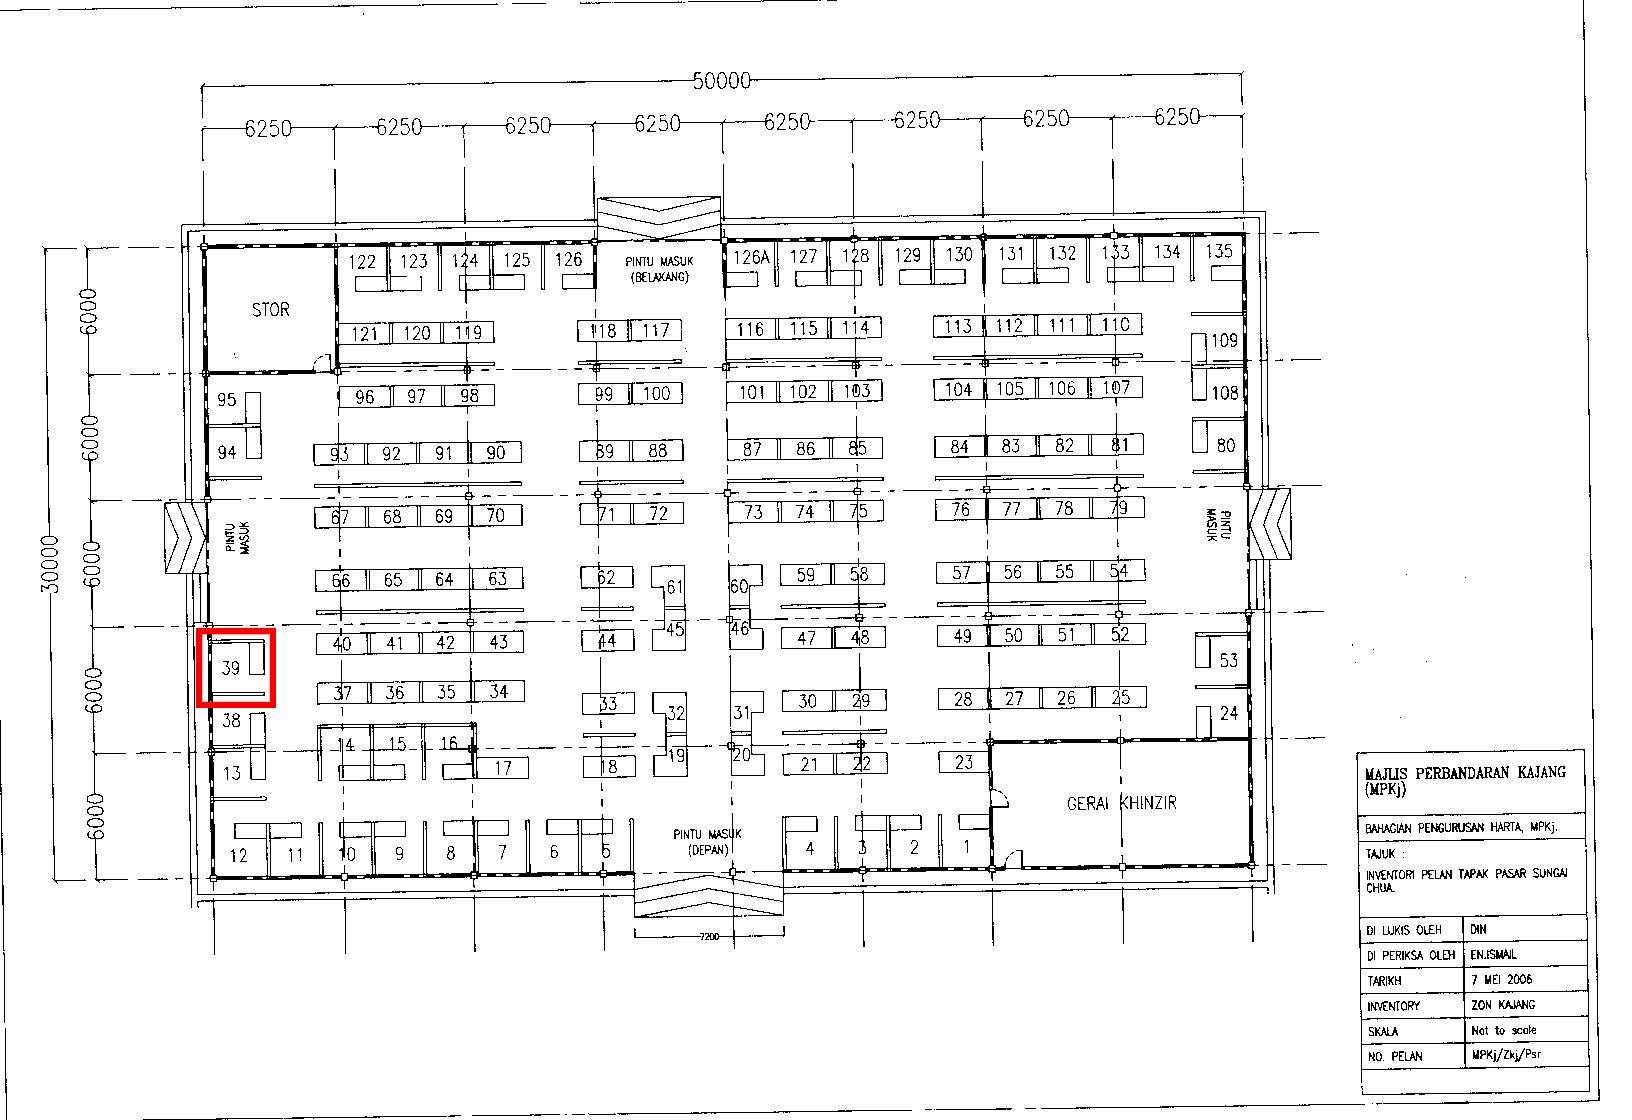 50000
6250 6250 6250 6250 6250 6250 6250 6250
122 123 124 125 126
PINTU MASUK
(BELAKANG)
126A 127 128 129 130 131 132 133 134 135
STOR
6000
121 120 119 118 117 116 115 114 113 112 111 110
109
95 96 97 98 99 100 101 102 103 104 105 106 107 108
6000
94 93 92 91 90 89 88 87 86 85 84 83 82 81 80
67 68 69 70 71 72 73 74 75 76 77 78 79
PINTU
MASUK
PINTU
MASUK
30000
6000
66 65 64 63 62 61 60 59 58 57 56 55 54
40 41 42 43 44 45 46 47 48 49 50 51 52
39 53
6000
37 36 35 34 33 32 31 30 29 28 27 26 25
38 24
14 15 16
13 17 18 19 20 21 22 23
6000
GERAI KHINZIR
PINTU MASUK
(DEPAN)
12 11 10 9 8 7 6 5 4 3 2 1
7200
MAJLIS PERBANDARAN KAJANG
(MPKj)
BAHAGIAN PENGURUSAN HARTA, MPKj.
TAJUK :
INVENTORI PELAN TAPAK PASAR SUNGAI
CHUA.
DI LUKIS OLEH DIN
DI PERIKSA OLEH EN.ISMAIL
TARIKH 7 MEI 2006
INVENTORY ZON KAJANG
SKALA Not to scale
NO. PELAN MPKj/Zkj/Psr